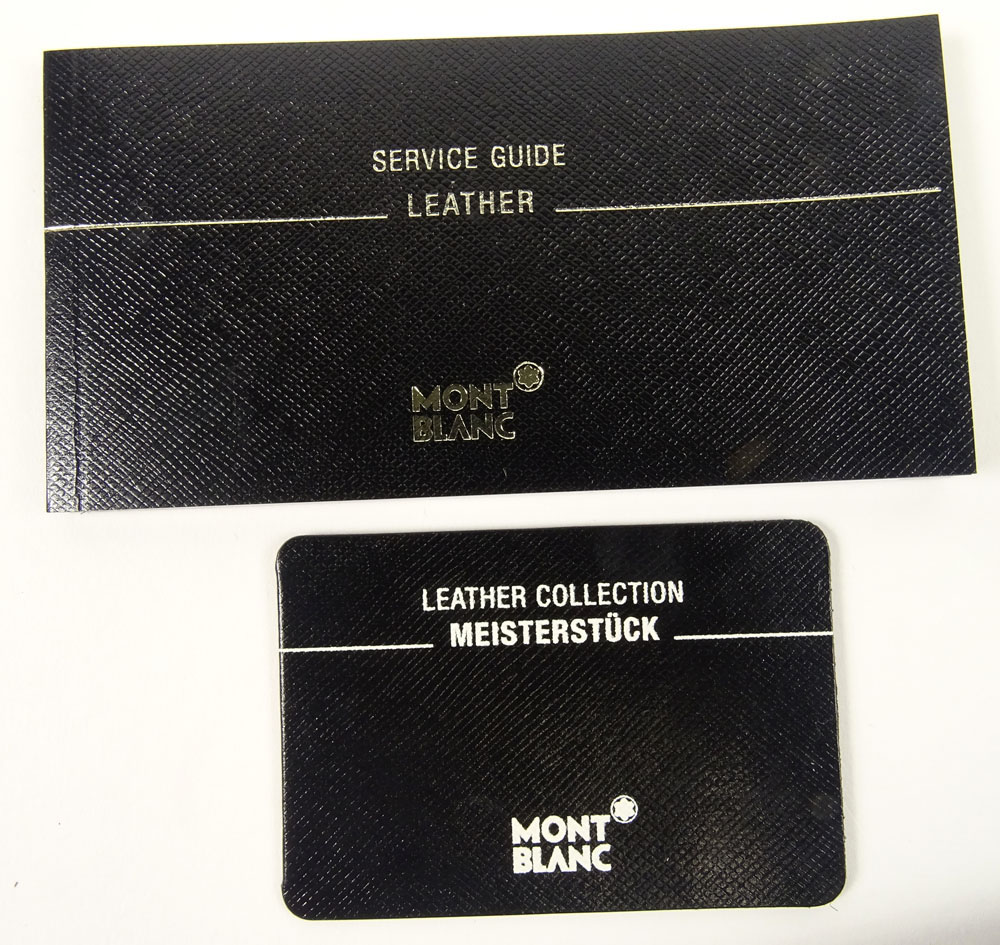 SERVICE GUIDE
LEATHER
MONT
BLANC
LEATHER COLLECTION
MEISTERSTÜCK
MONT
BLANC